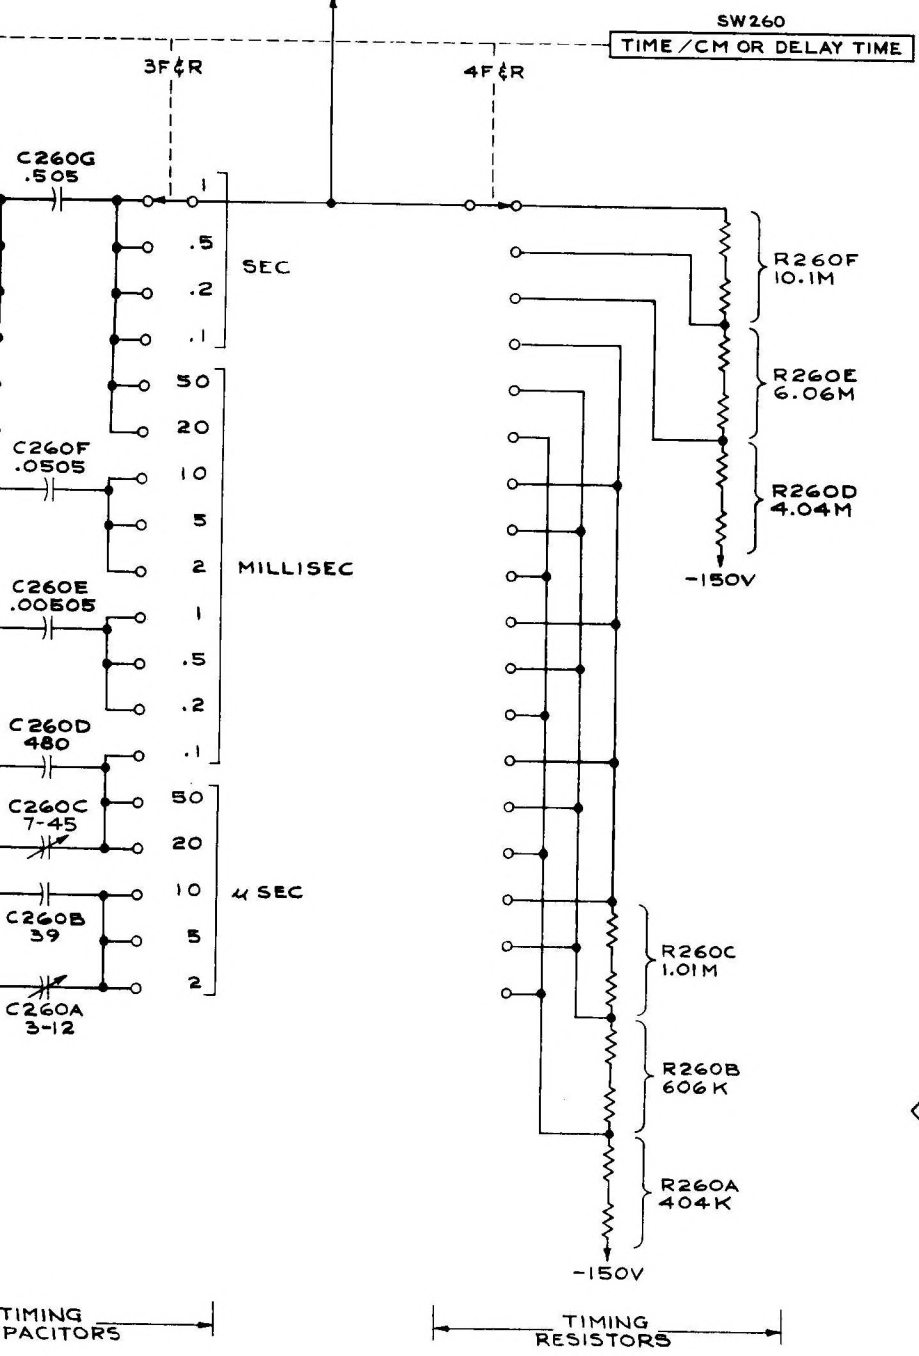 SW260
TIME/CM OR DELAY TIME
3F&R
4F&R
C260G
.505
1
.5
.2
.1
SEC
50
20
10
5
2
1
.5
.2
.1
MILLISEC
50
20
10
5
2
µSEC
C260F
.0505
C260E
.00505
C260D
480
C260C
7-45
C260B
39
C260A
3-12
R260F
10.1M
R260E
6.06M
R260D
4.04M
-150V
R260C
1.01M
R260B
606K
R260A
404K
-150V
TIMING
PACITORS
TIMING
RESISTORS